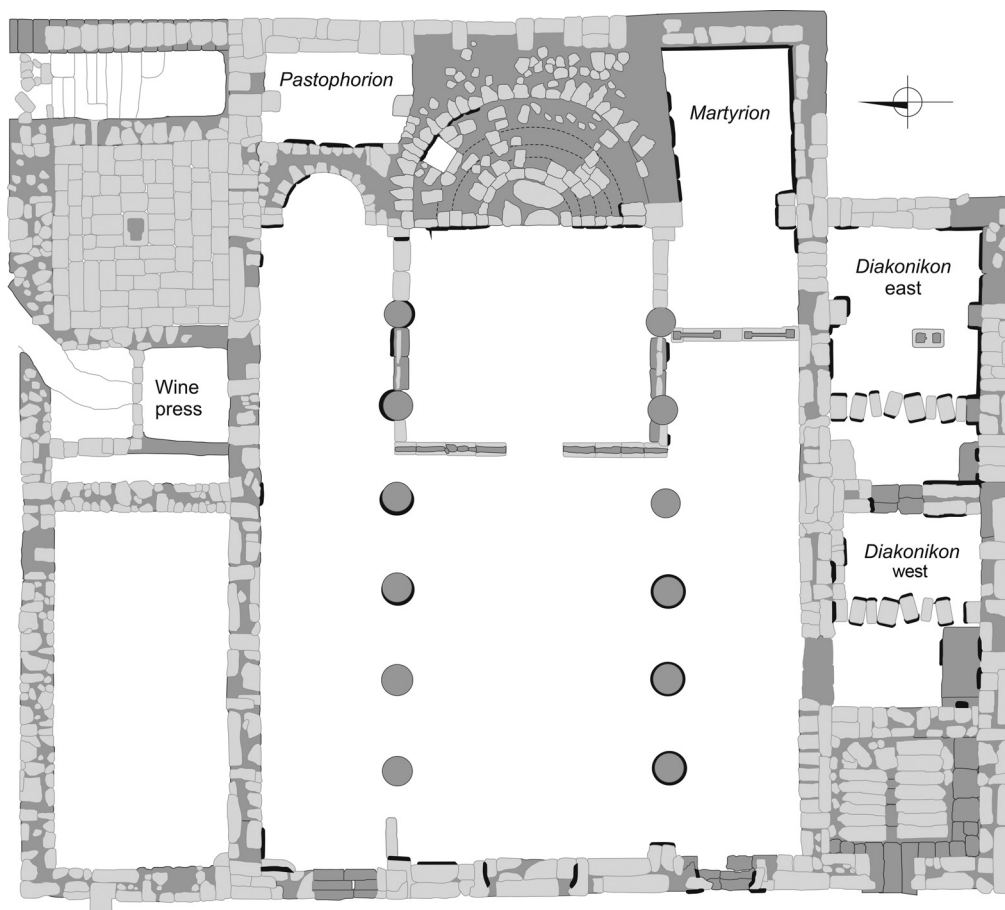 Pastophorion
Martyrion
Diakonikon
east
Wine
press
Diakonikon
west